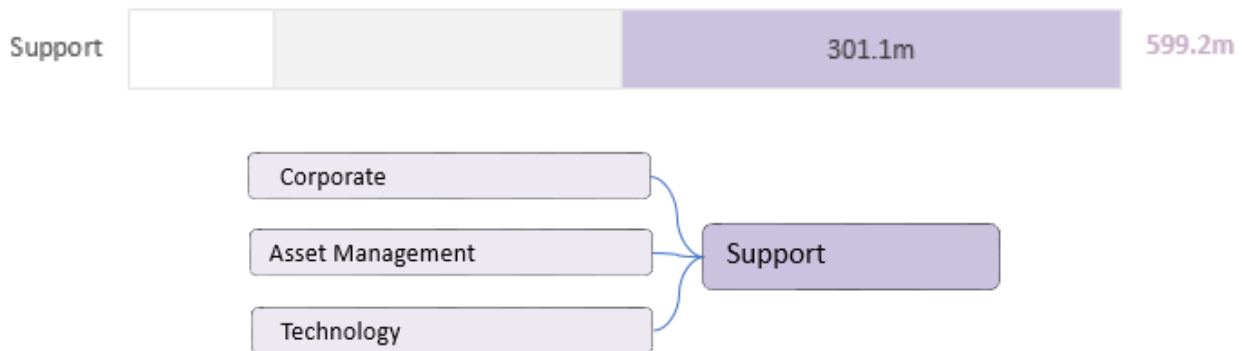 Support
301.1m
599.2m
Corporate
Asset Management
Support
Technology